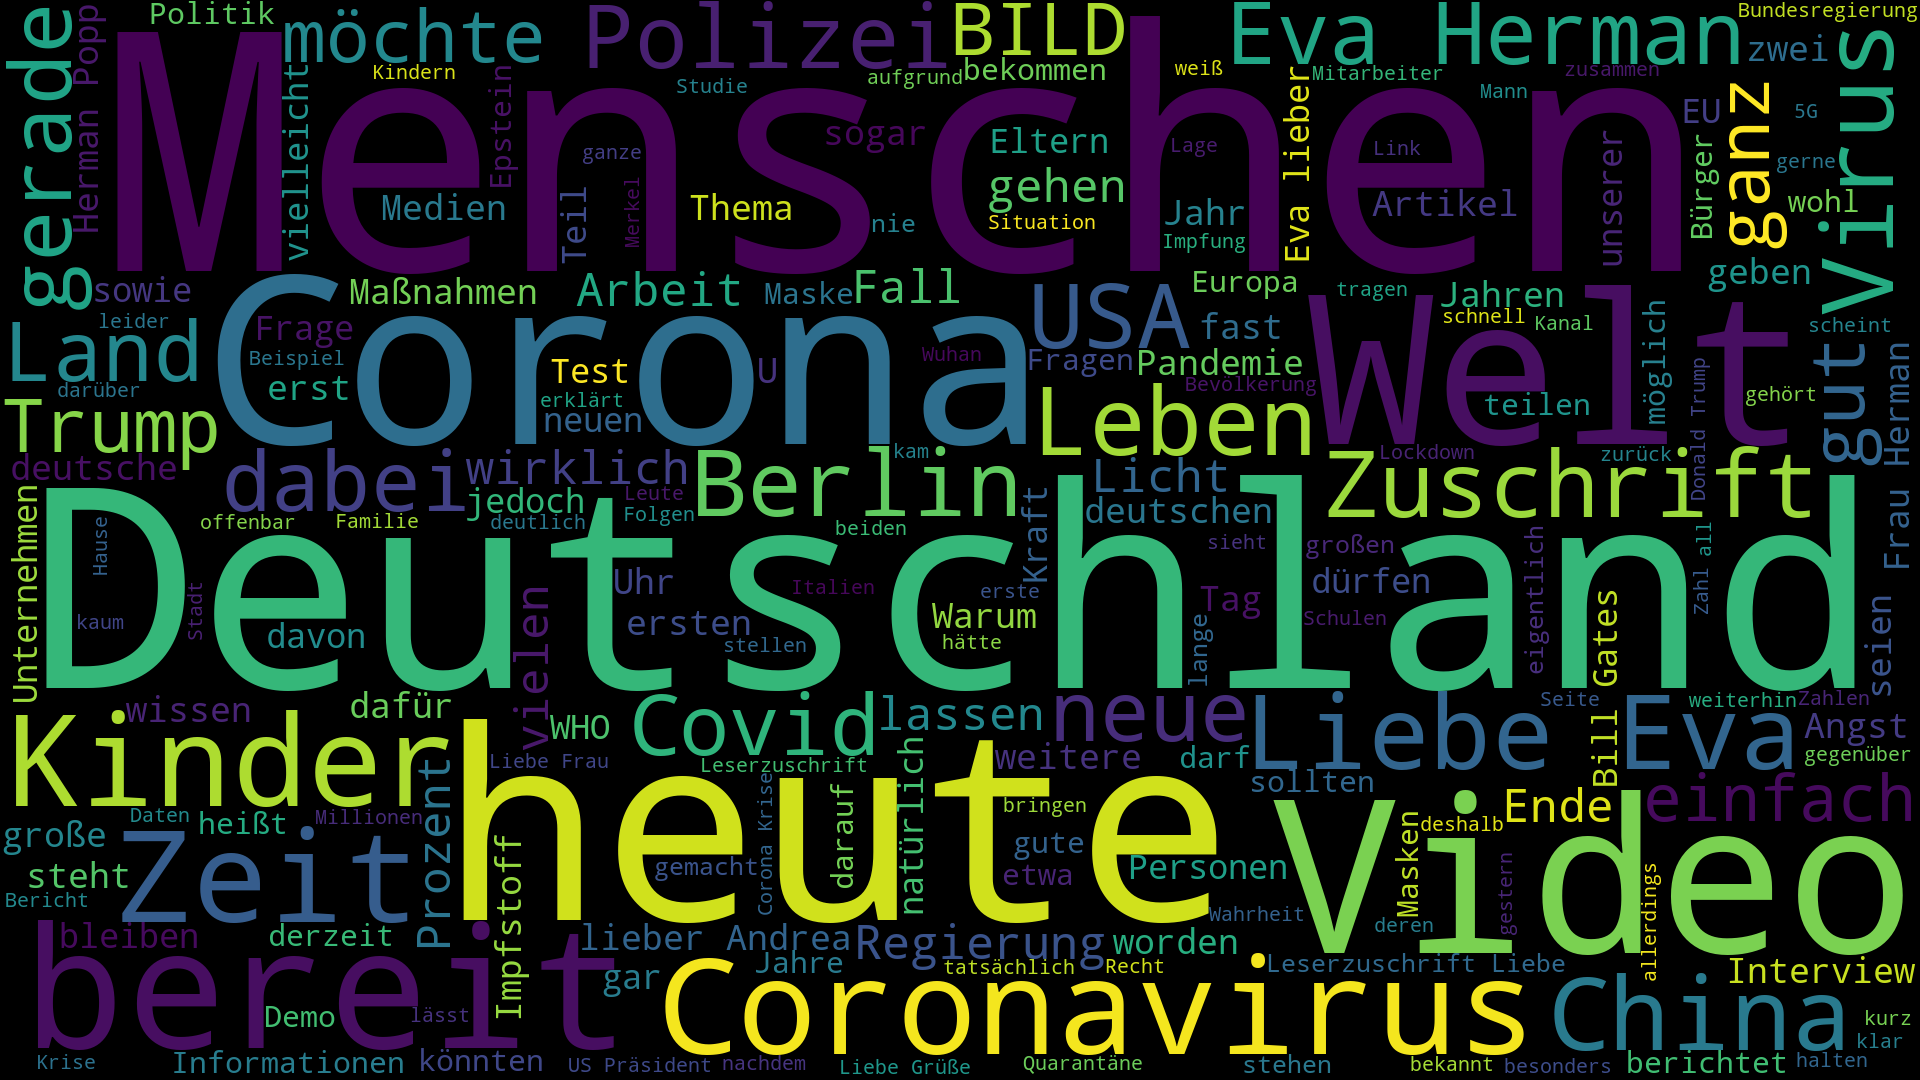 Politik
Bundesregierung
gerade
Herman Popp
möchte
Polizei
BILD
Eva Herman
zwei
virus
Menschen
Kindern
vielleicht
Epstein
Studie
aufgrund
bekommen
weiß
Eva lieber
Mitarbeiter
zusammen
Mann
EU
ganz
5G
ganze
sogar
Eltern
Lage
Link
unserer
Bürger
gerne
Medien
Teil
Merkel
Thema
nie
gehen
Situation
Jahr
Impfung
Artikel
wohl
geben
sowie
Maßnahmen
Arbeit
Maske
Fall
Europa
tragen
Jahren
möglich
Land
leider
Frage
Corona
USA
fast
Welt
schnell
Kanal
scheint
Beispiel
Test
U
Wuhan
Fragen
Pandemie
gut
Frau Herman
darüber
erst
erklärt
neuen
Leben
Bevölkerung
teilen
Donald Trump
gehört
Trump
deutsche
dabei
wirklich
Berlin
kam
Licht
Lockdown
zurück
Zuschrift
Unternehmen
jedoch
Leute
Folgen
Kraft
deutschen
offenbar
Familie
deutlich
beiden
Hause
Deutschland
sieht
großen
eigentlich
Zahl
all
Stadt
vielen
Uhr
Italien
erste
dürfen
Gates
seien
kaum
davon
ersten
stellen
Warum
hätte
lange
Tag
Schulen
wissen
dafür
WHO
Covid
lassen
neue
Liebe
Seite
Eva
weiterhin
Zahlen
Angst
Kinder
heute
Liebe Frau
Leserzuschrift
natürlich
weitere
darf
sollten
Bill
gegenüber
Prozent
Corona Krise
darauf
bringen
Video
Masken
deshalb
Ende
einfach
große
Daten
heißt
Millionen
Zeit
Impfstoff
gemacht
gute
etwa
Personen
gestern
allerdings
steht
Bericht
Wahrheit
deren
bereit
bleiben
derzeit
lieber Andrea
Regierung
worden
gar
Jahre
tatsächlich
Recht
Leserzuschrift Liebe
Interview
Coronavirus
China
Demo
lässt
kurz
klar
Krise
Informationen
könnten
US Präsident
nachdem
Liebe Grüße
Quarantäne
stehen
bekannt
besonders
berichtet
halten